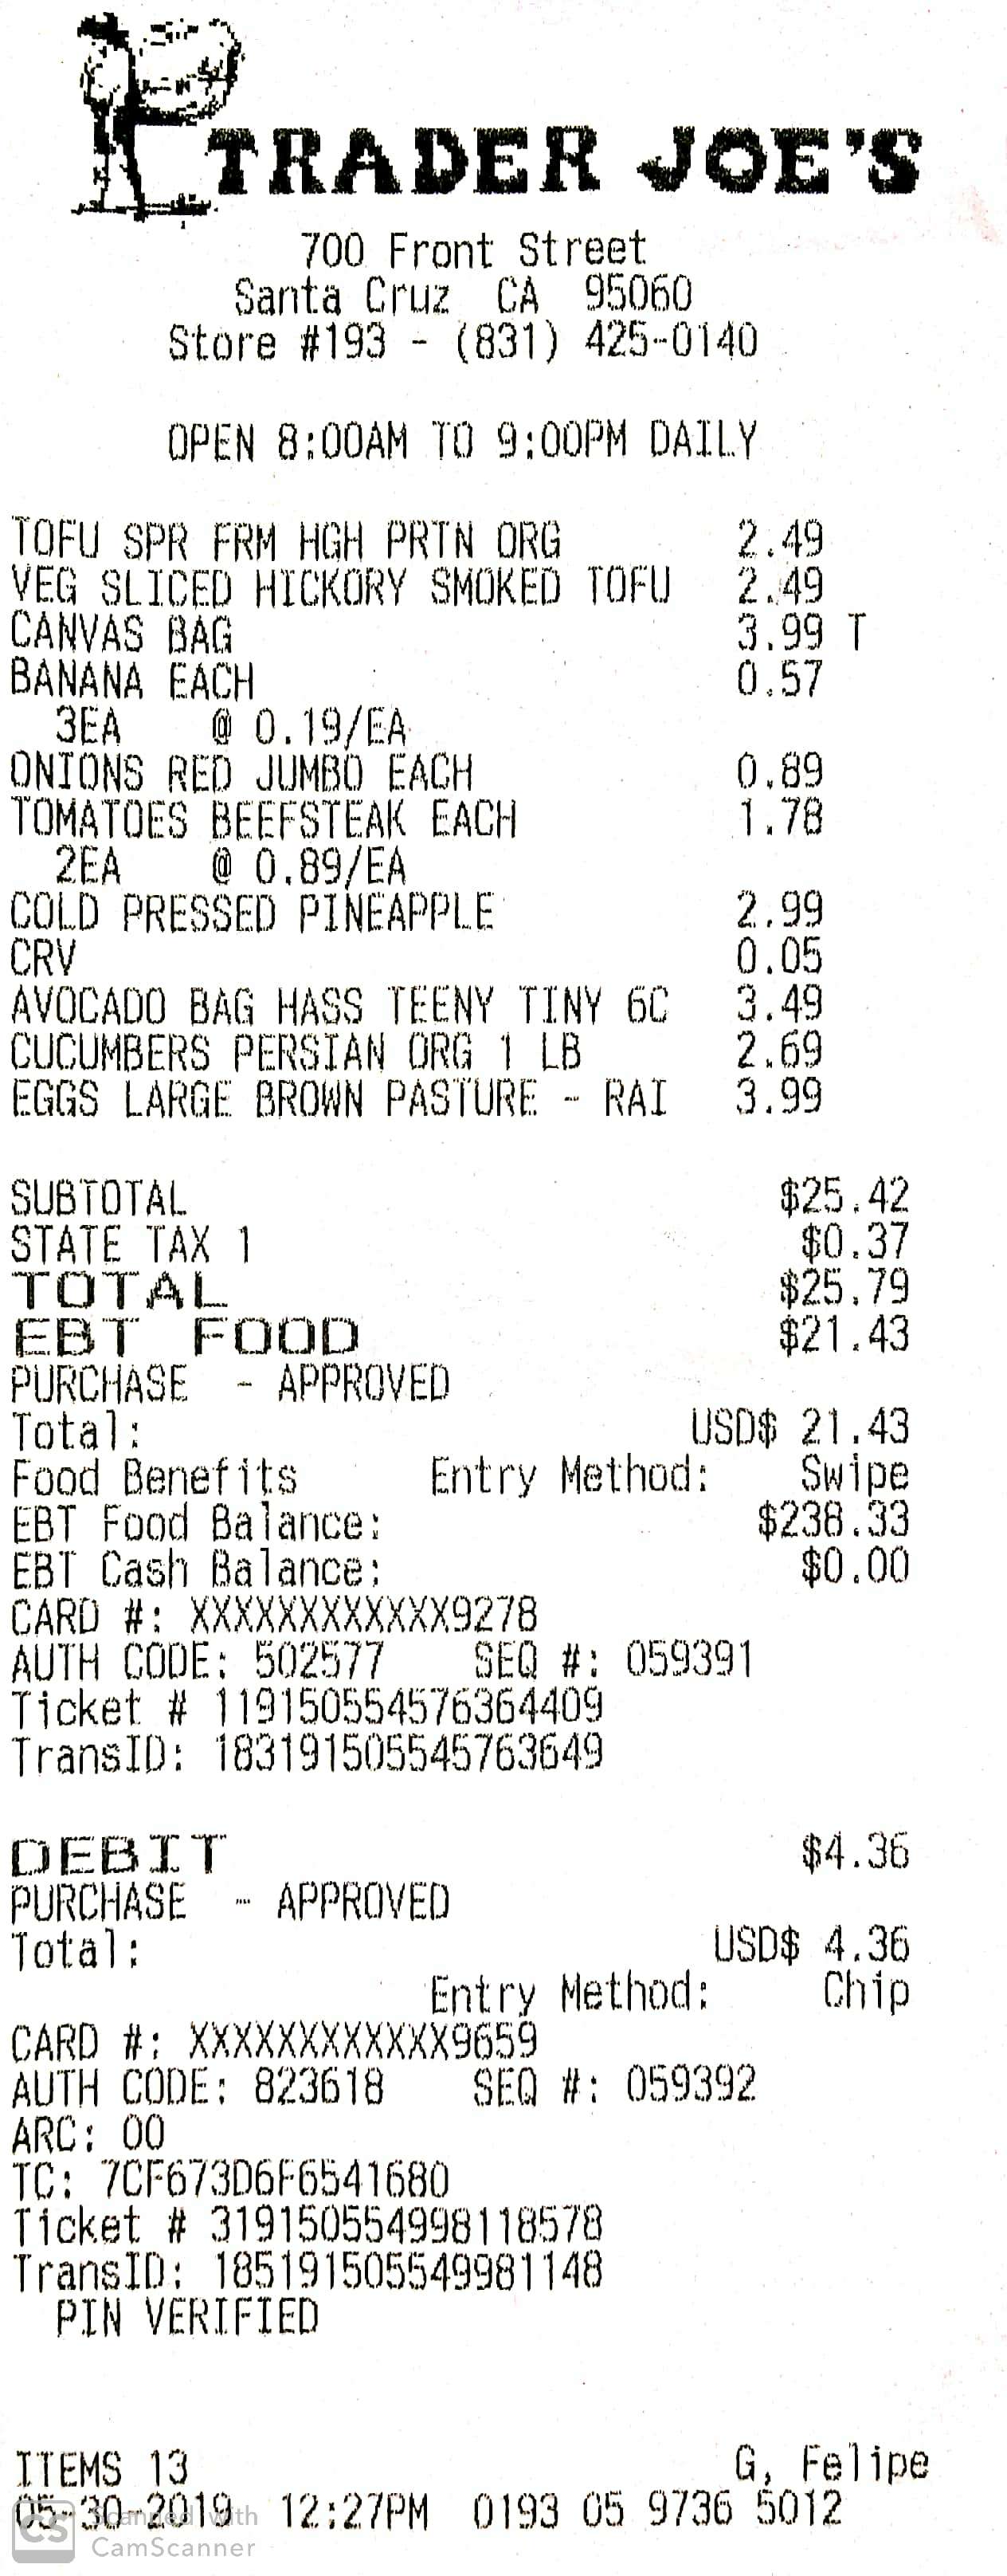 TRADER JOE'S
700 Front Street
Santa Cruz CA 95060
Store #193 - (831) 425-0140
OPEN 8:00AM TO 9:00PM DAILY
TOFU SPR FRM HGH PRTN ORG 2.49
VEG SLICED HICKORY SMOKED TOFU 2.49
CANVAS BAG 3.99 T
BANANA EACH 0.57
3EA @ 0.19/EA
ONIONS RED JUMBO EACH 0.89
TOMATOES BEEFSTEAK EACH 1.78
2EA @ 0.89/EA
COLD PRESSED PINEAPPLE 2.99
CRV 0.05
AVOCADO BAG HASS TEENY TINY 6C 3.49
CUCUMBERS PERSIAN ORG 1 LB 2.69
EGGS LARGE BROWN PASTURE - RAI 3.99
SUBTOTAL $25.42
STATE TAX 1 $0.37
TOTAL $25.79
EBT FOOD $21.43
PURCHASE - APPROVED
Total: USD$ 21.43
Food Benefits Entry Method: Swipe
EBT Food Balance: $238.33
EBT Cash Balance: $0.00
CARD #: XXXXXXXXXXXX9278
AUTH CODE: 502577 SEQ #: 059391
Ticket # 119150554576364409
TransID: 183191505545763649
DEBIT $4.36
PURCHASE - APPROVED
Total: USD$ 4.36
Entry Method: Chip
CARD #: XXXXXXXXXXXX9659
AUTH CODE: 823618 SEQ #: 059392
ARC: 00
TC: 7CF673D6F6541680
Ticket # 319150554998118578
TransID: 185191505549981148
PIN VERIFIED
ITEMS 13 G, Felipe
05-30-2019 12:27PM 0193 05 9736 5012
CS Scanned with
CamScanner